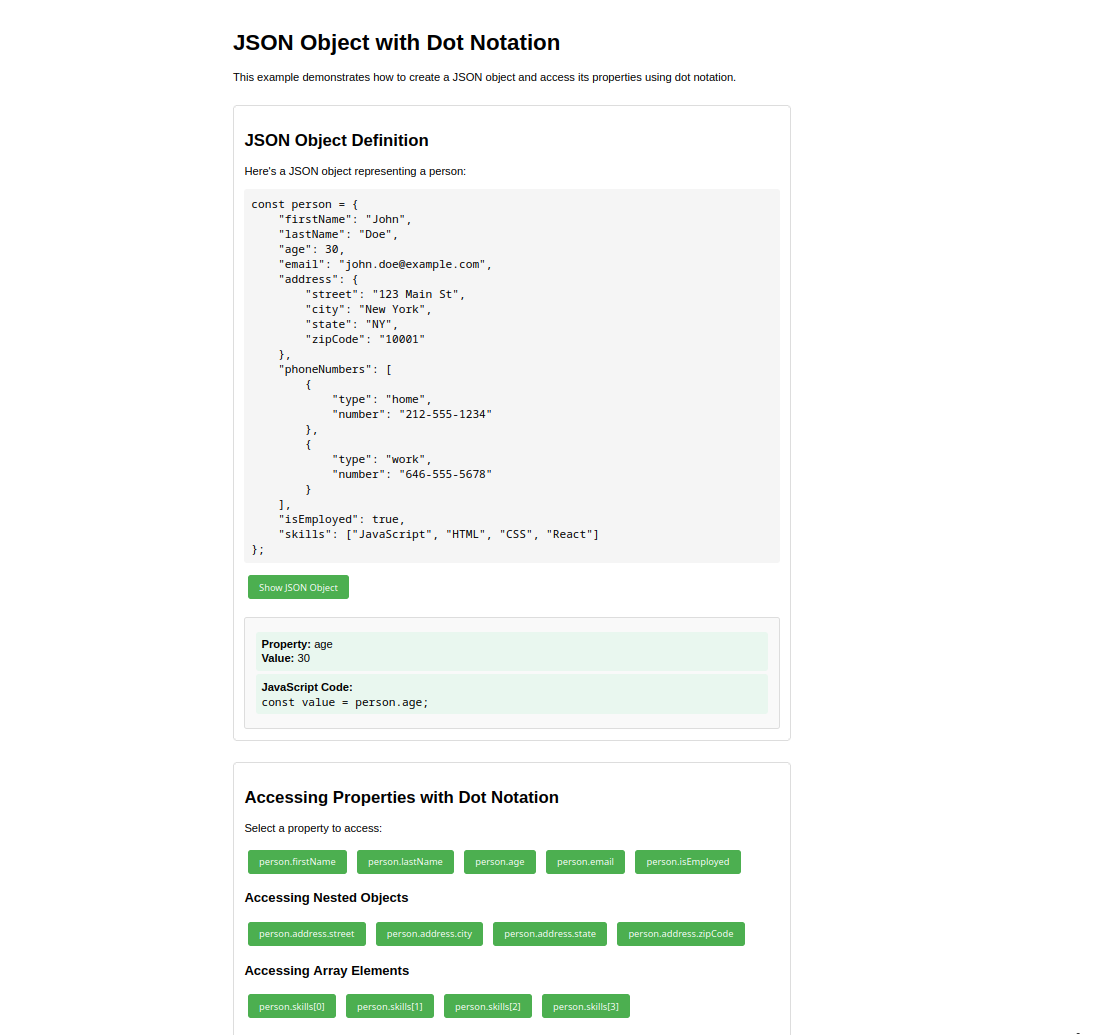 JSON Object with Dot Notation
This example demonstrates how to create a JSON object and access its properties using dot notation.
JSON Object Definition
Here's a JSON object representing a person:
const person = {
    "firstName": "John",
    "lastName": "Doe",
    "age": 30,
    "email": "john.doe@example.com",
    "address": {
        "street": "123 Main St",
        "city": "New York",
        "state": "NY",
        "zipCode": "10001"
    },
    "phoneNumbers": [
        {
            "type": "home",
            "number": "212-555-1234"
        },
        {
            "type": "work",
            "number": "646-555-5678"
        }
    ],
    "isEmployed": true,
    "skills": ["JavaScript", "HTML", "CSS", "React"]
};
Show JSON Object
Property: age
Value: 30
JavaScript Code:
const value = person.age;
Accessing Properties with Dot Notation
Select a property to access:
person.firstName person.lastName person.age person.email person.isEmployed
Accessing Nested Objects
person.address.street person.address.city person.address.state person.address.zipCode
Accessing Array Elements
person.skills[0] person.skills[1] person.skills[2] person.skills[3]